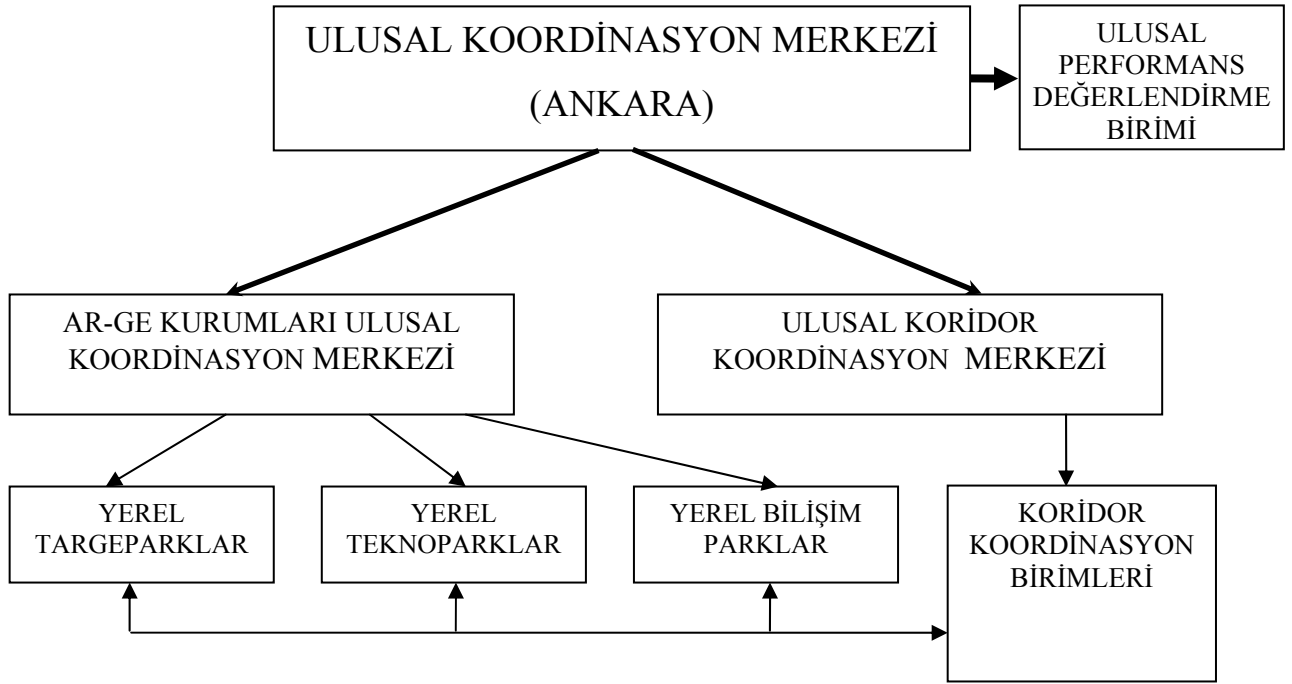 ULUSAL KOORDİNASYON MERKEZİ
(ANKARA)
ULUSAL
PERFORMANS
DEĞERLENDİRME
BİRİMİ
AR-GE KURUMLARI ULUSAL
KOORDİNASYON MERKEZİ
ULUSAL KORİDOR
KOORDİNASYON MERKEZİ
YEREL
TARGEPARKLAR
YEREL
TEKNOPARKLAR
YEREL BİLİŞİM
PARKLAR
KORİDOR
KOORDİNASYON
BİRİMLERİ